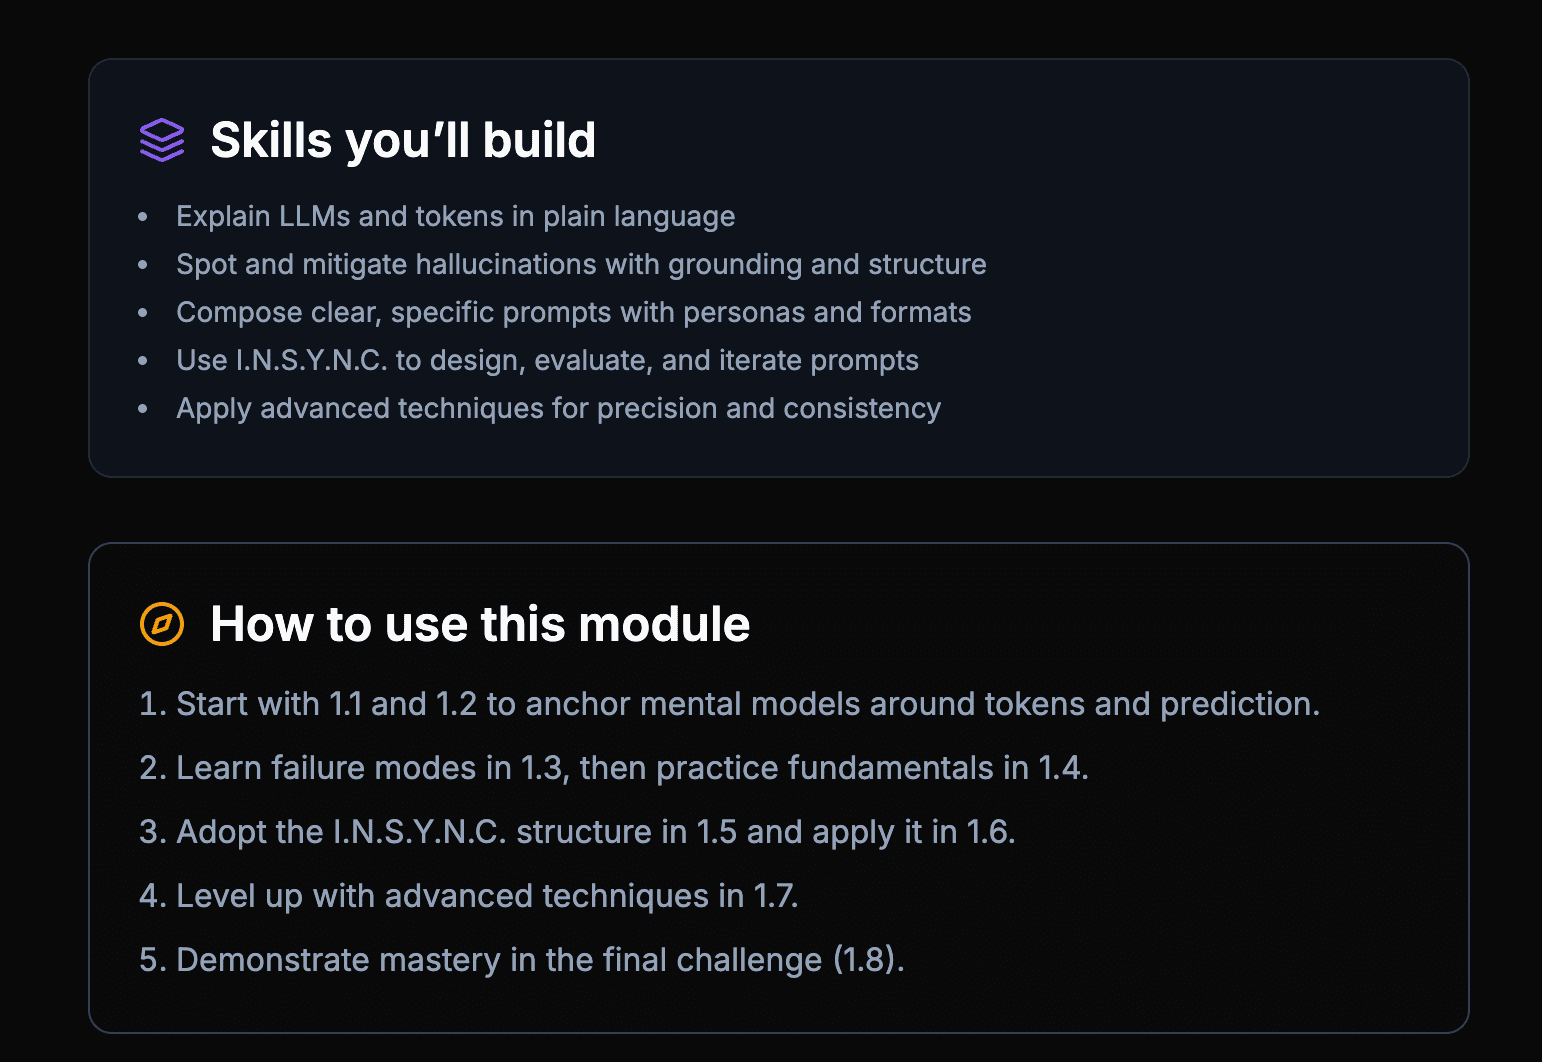 Skills you’ll build
• Explain LLMs and tokens in plain language
• Spot and mitigate hallucinations with grounding and structure
• Compose clear, specific prompts with personas and formats
• Use I.N.S.Y.N.C. to design, evaluate, and iterate prompts
• Apply advanced techniques for precision and consistency
How to use this module
1. Start with 1.1 and 1.2 to anchor mental models around tokens and prediction.
2. Learn failure modes in 1.3, then practice fundamentals in 1.4.
3. Adopt the I.N.S.Y.N.C. structure in 1.5 and apply it in 1.6.
4. Level up with advanced techniques in 1.7.
5. Demonstrate mastery in the final challenge (1.8).